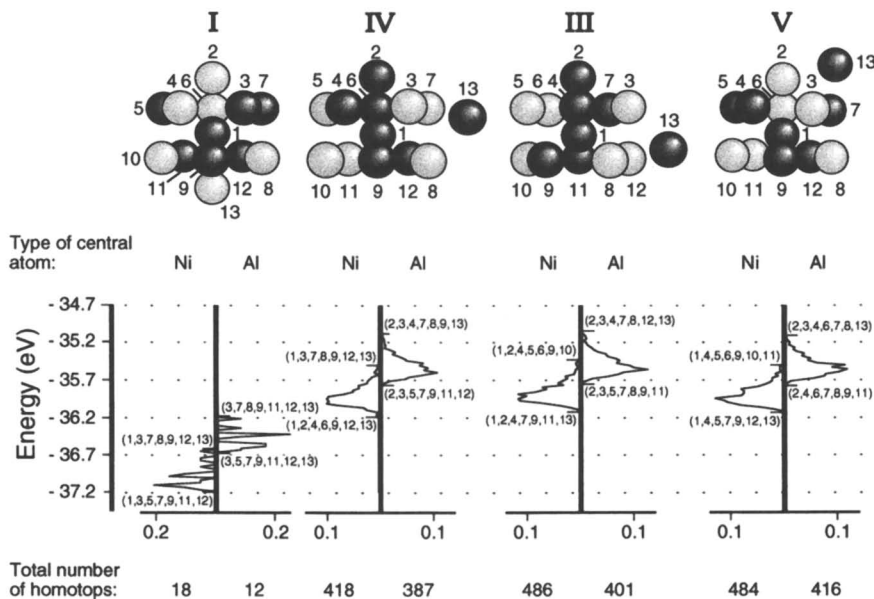 I IV III V
2 2 2 2
13
5 4 6 3 7 5 4 6 3 7 13 5 6 4 7 3 13 5 4 6 3
7
1 1 1 1
10
11 9 12 8 10 11 9 12 8 10 9 11 8 12 10 11 9 12 8
13
Type of central
atom: Ni Al Ni Al Ni Al Ni Al
Energy (eV)
- 34.7
- 35.2
- 35.7
- 36.2
- 36.7
- 37.2
(3,7,8,9,11,12,13)
(1,3,7,8,9,12,13)
(3,5,7,9,11,12,13)
(1,3,5,7,9,11,12)
(2,3,4,7,8,9,13)
(1,3,7,8,9,12,13)
(2,3,5,7,9,11,12)
(1,2,4,6,9,12,13)
(2,3,4,7,8,12,13)
(1,2,4,5,6,9,10)
(2,3,5,7,8,9,11)
(1,2,4,7,9,11,13)
(2,3,4,6,7,8,13)
(1,4,5,6,9,10,11)
(2,4,6,7,8,9,11)
(1,4,5,7,9,12,13)
0.2 0.2 0.1 0.1 0.1 0.1 0.1 0.1
Total number
of homotops: 18 12 418 387 486 401 484 416